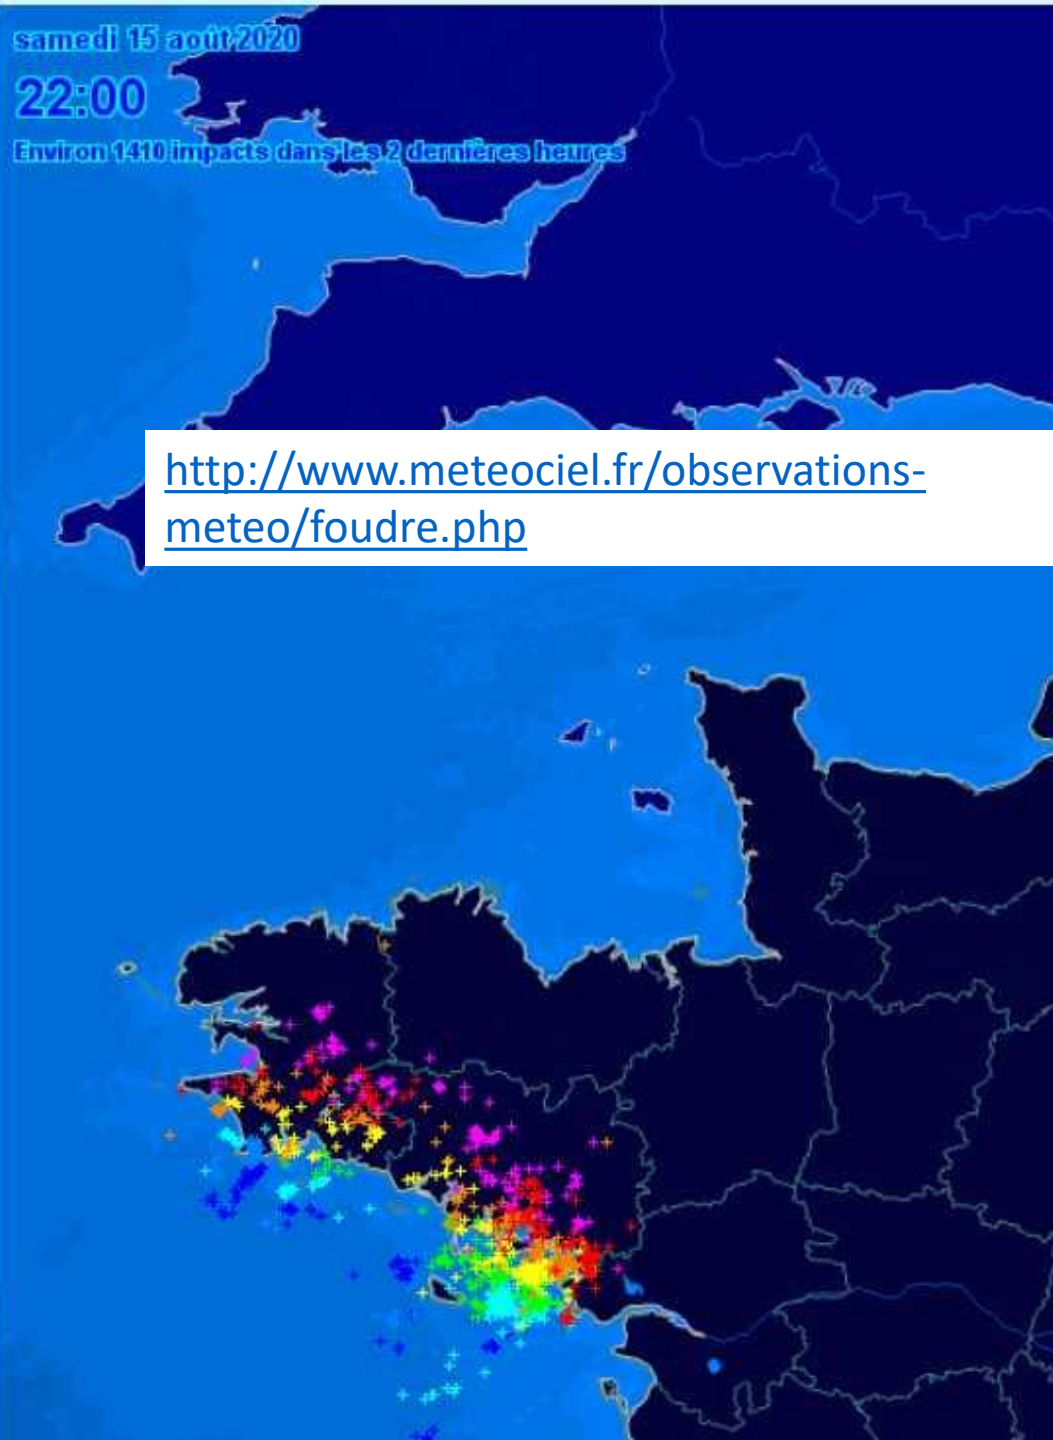 samedi 15 août 2020
22:00
Environ 1410 impacts dans les 2 dernières heures
http://www.meteociel.fr/observations-
meteo/foudre.php